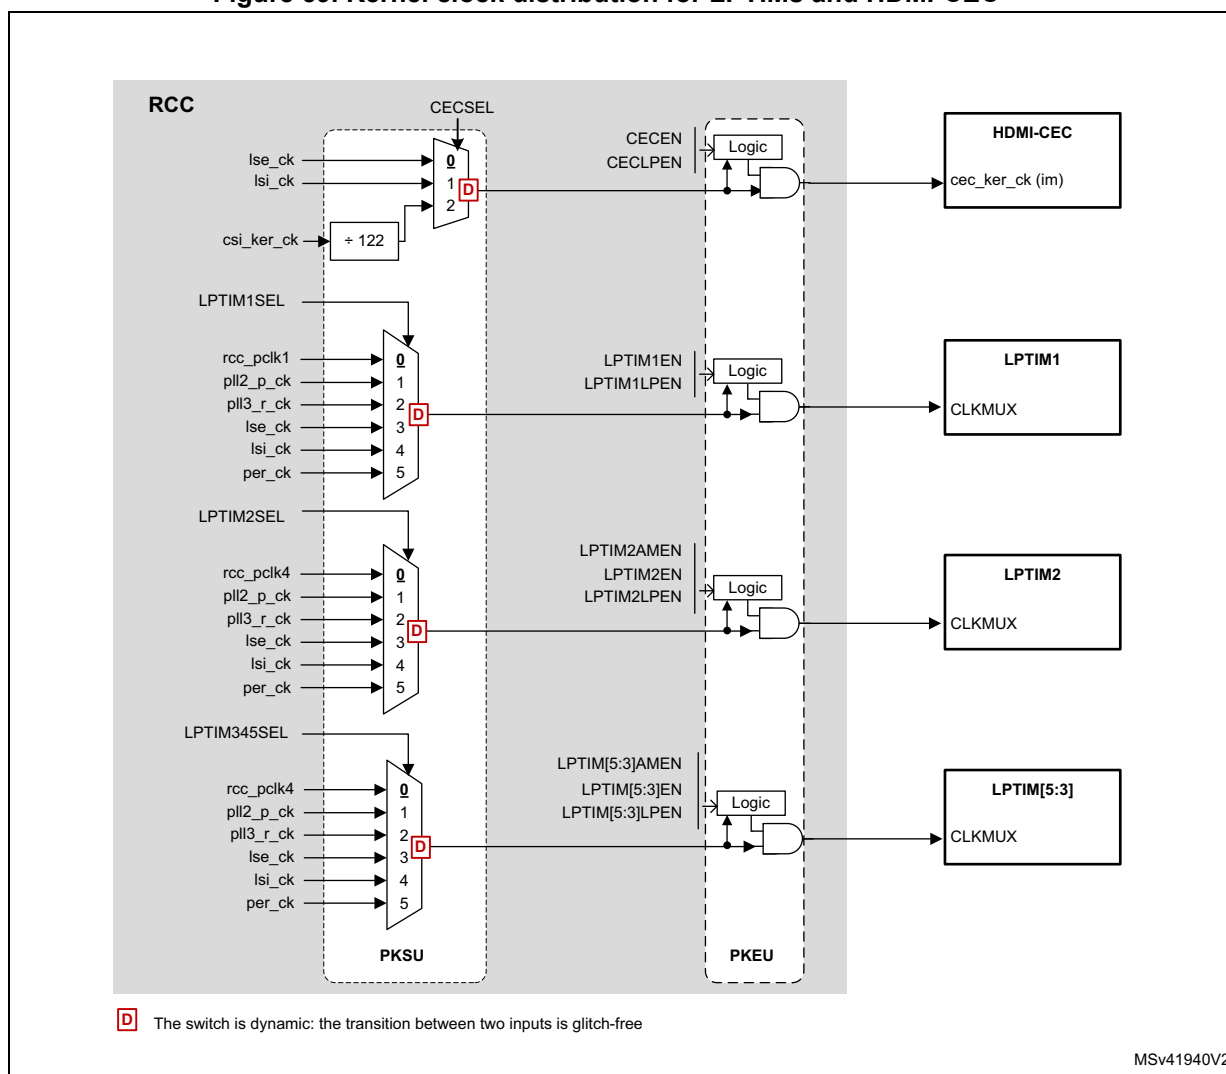 RCC
CECSEL
lse_ck
lsi_ck
csi_ker_ck
÷ 122
0
1
2
D
CECEN
CECLPEN
Logic
HDMI-CEC
cec_ker_ck (im)
LPTIM1SEL
rcc_pclk1
pll2_p_ck
pll3_r_ck
lse_ck
lsi_ck
per_ck
0
1
2
3
4
5
D
LPTIM1EN
LPTIM1LPEN
Logic
LPTIM1
CLKMUX
LPTIM2SEL
rcc_pclk4
pll2_p_ck
pll3_r_ck
lse_ck
lsi_ck
per_ck
0
1
2
3
4
5
D
LPTIM2AMEN
LPTIM2EN
LPTIM2LPEN
Logic
LPTIM2
CLKMUX
LPTIM345SEL
rcc_pclk4
pll2_p_ck
pll3_r_ck
lse_ck
lsi_ck
per_ck
0
1
2
3
4
5
D
LPTIM[5:3]AMEN
LPTIM[5:3]EN
LPTIM[5:3]LPEN
Logic
LPTIM[5:3]
CLKMUX
PKSU
PKEU
D The switch is dynamic: the transition between two inputs is glitch-free
MSv41940V2